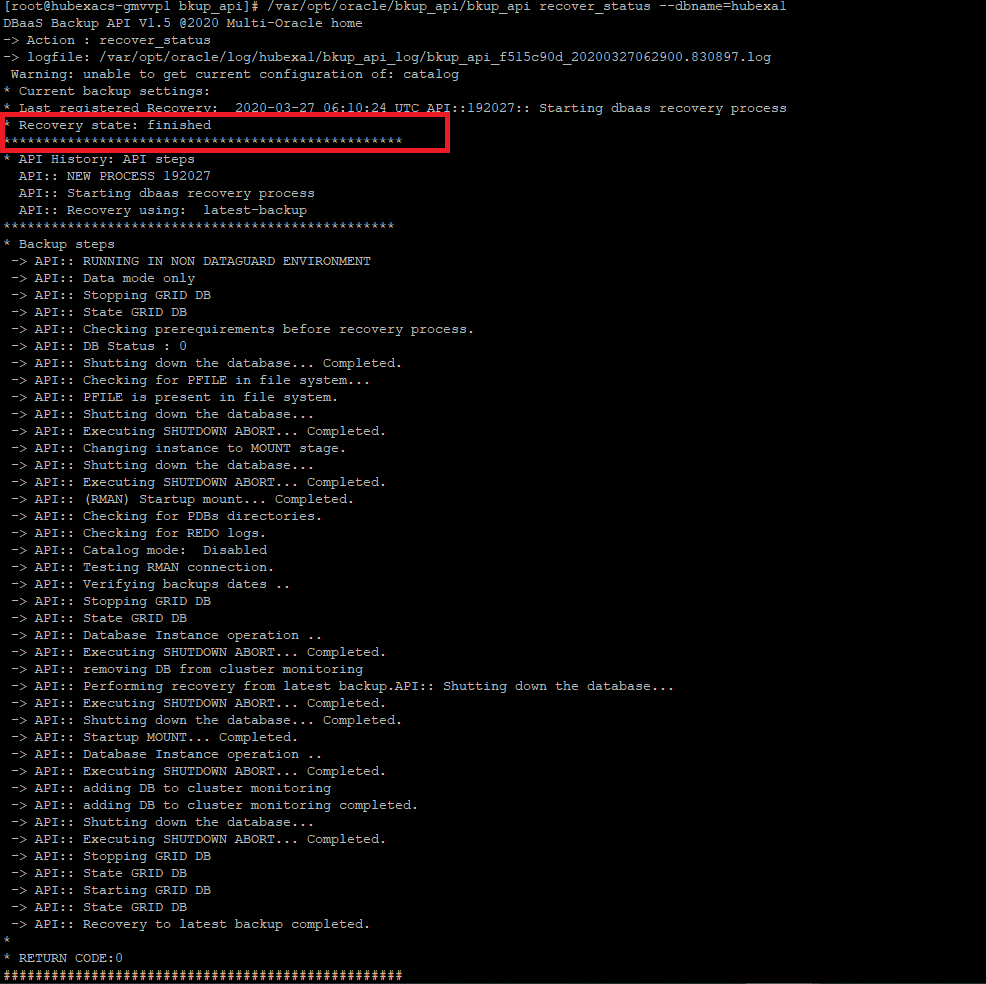 [root@hubexacs-gmvvp1 bkup_api]# /var/opt/oracle/bkup_api/bkup_api recover_status --dbname=hubexal
DBaaS Backup API V1.5 @2020 Multi-Oracle home
-> Action : recover_status
-> logfile: /var/opt/oracle/log/hubexal/bkup_api_log/bkup_api_f515c90d_20200327062900.830897.log
Warning: unable to get current configuration of: catalog
* Current backup settings:
* Last registered Recovery:  2020-03-27 06:10:24 UTC API::192027:: Starting dbaas recovery process
* Recovery state: finished
**************************************************
* API History: API steps
API:: NEW PROCESS 192027
API:: Starting dbaas recovery process
API:: Recovery using:  latest-backup
*************************************************
* Backup steps
-> API:: RUNNING IN NON DATAGUARD ENVIRONMENT
-> API:: Data mode only
-> API:: Stopping GRID DB
-> API:: State GRID DB
-> API:: Checking prerequirements before recovery process.
-> API:: DB Status : 0
-> API:: Shutting down the database... Completed.
-> API:: Checking for PFILE in file system...
-> API:: PFILE is present in file system.
-> API:: Shutting down the database...
-> API:: Executing SHUTDOWN ABORT... Completed.
-> API:: Changing instance to MOUNT stage.
-> API:: Shutting down the database...
-> API:: Executing SHUTDOWN ABORT... Completed.
-> API:: (RMAN) Startup mount... Completed.
-> API:: Checking for PDBs directories.
-> API:: Checking for REDO logs.
-> API:: Catalog mode:  Disabled
-> API:: Testing RMAN connection.
-> API:: Verifying backups dates ..
-> API:: Stopping GRID DB
-> API:: State GRID DB
-> API:: Database Instance operation ..
-> API:: Executing SHUTDOWN ABORT... Completed.
-> API:: removing DB from cluster monitoring
-> API:: Performing recovery from latest backup.API:: Shutting down the database...
-> API:: Executing SHUTDOWN ABORT... Completed.
-> API:: Shutting down the database... Completed.
-> API:: Startup MOUNT... Completed.
-> API:: Database Instance operation ..
-> API:: Executing SHUTDOWN ABORT... Completed.
-> API:: adding DB to cluster monitoring
-> API:: adding DB to cluster monitoring completed.
-> API:: Shutting down the database...
-> API:: Executing SHUTDOWN ABORT... Completed.
-> API:: Stopping GRID DB
-> API:: State GRID DB
-> API:: Starting GRID DB
-> API:: State GRID DB
-> API:: Recovery to latest backup completed.
*
* RETURN CODE:0
##################################################